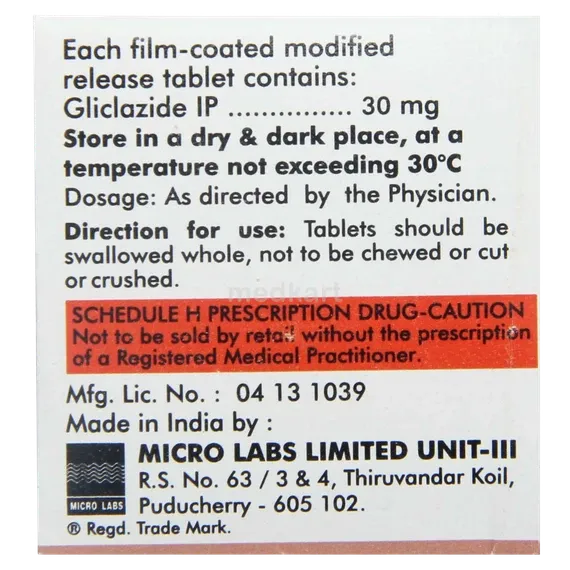 Each film-coated modified
release tablet contains:
Gliclazide IP ............... 30 mg
Store in a dry & dark place, at a
temperature not exceeding 30°C
Dosage: As directed by the Physician.
Direction for use: Tablets should be
swallowed whole, not to be chewed or cut
or crushed.
medkart
SCHEDULE H PRESCRIPTION DRUG-CAUTION
Not to be sold by retail without the prescription
of a Registered Medical Practitioner.
Mfg. Lic. No. : 04 13 1039
Made in India by :
MICRO LABS LIMITED UNIT-III
R.S. No. 63 / 3 & 4, Thiruvandar Koil,
Puducherry - 605 102.
MICRO LABS
® Regd. Trade Mark.